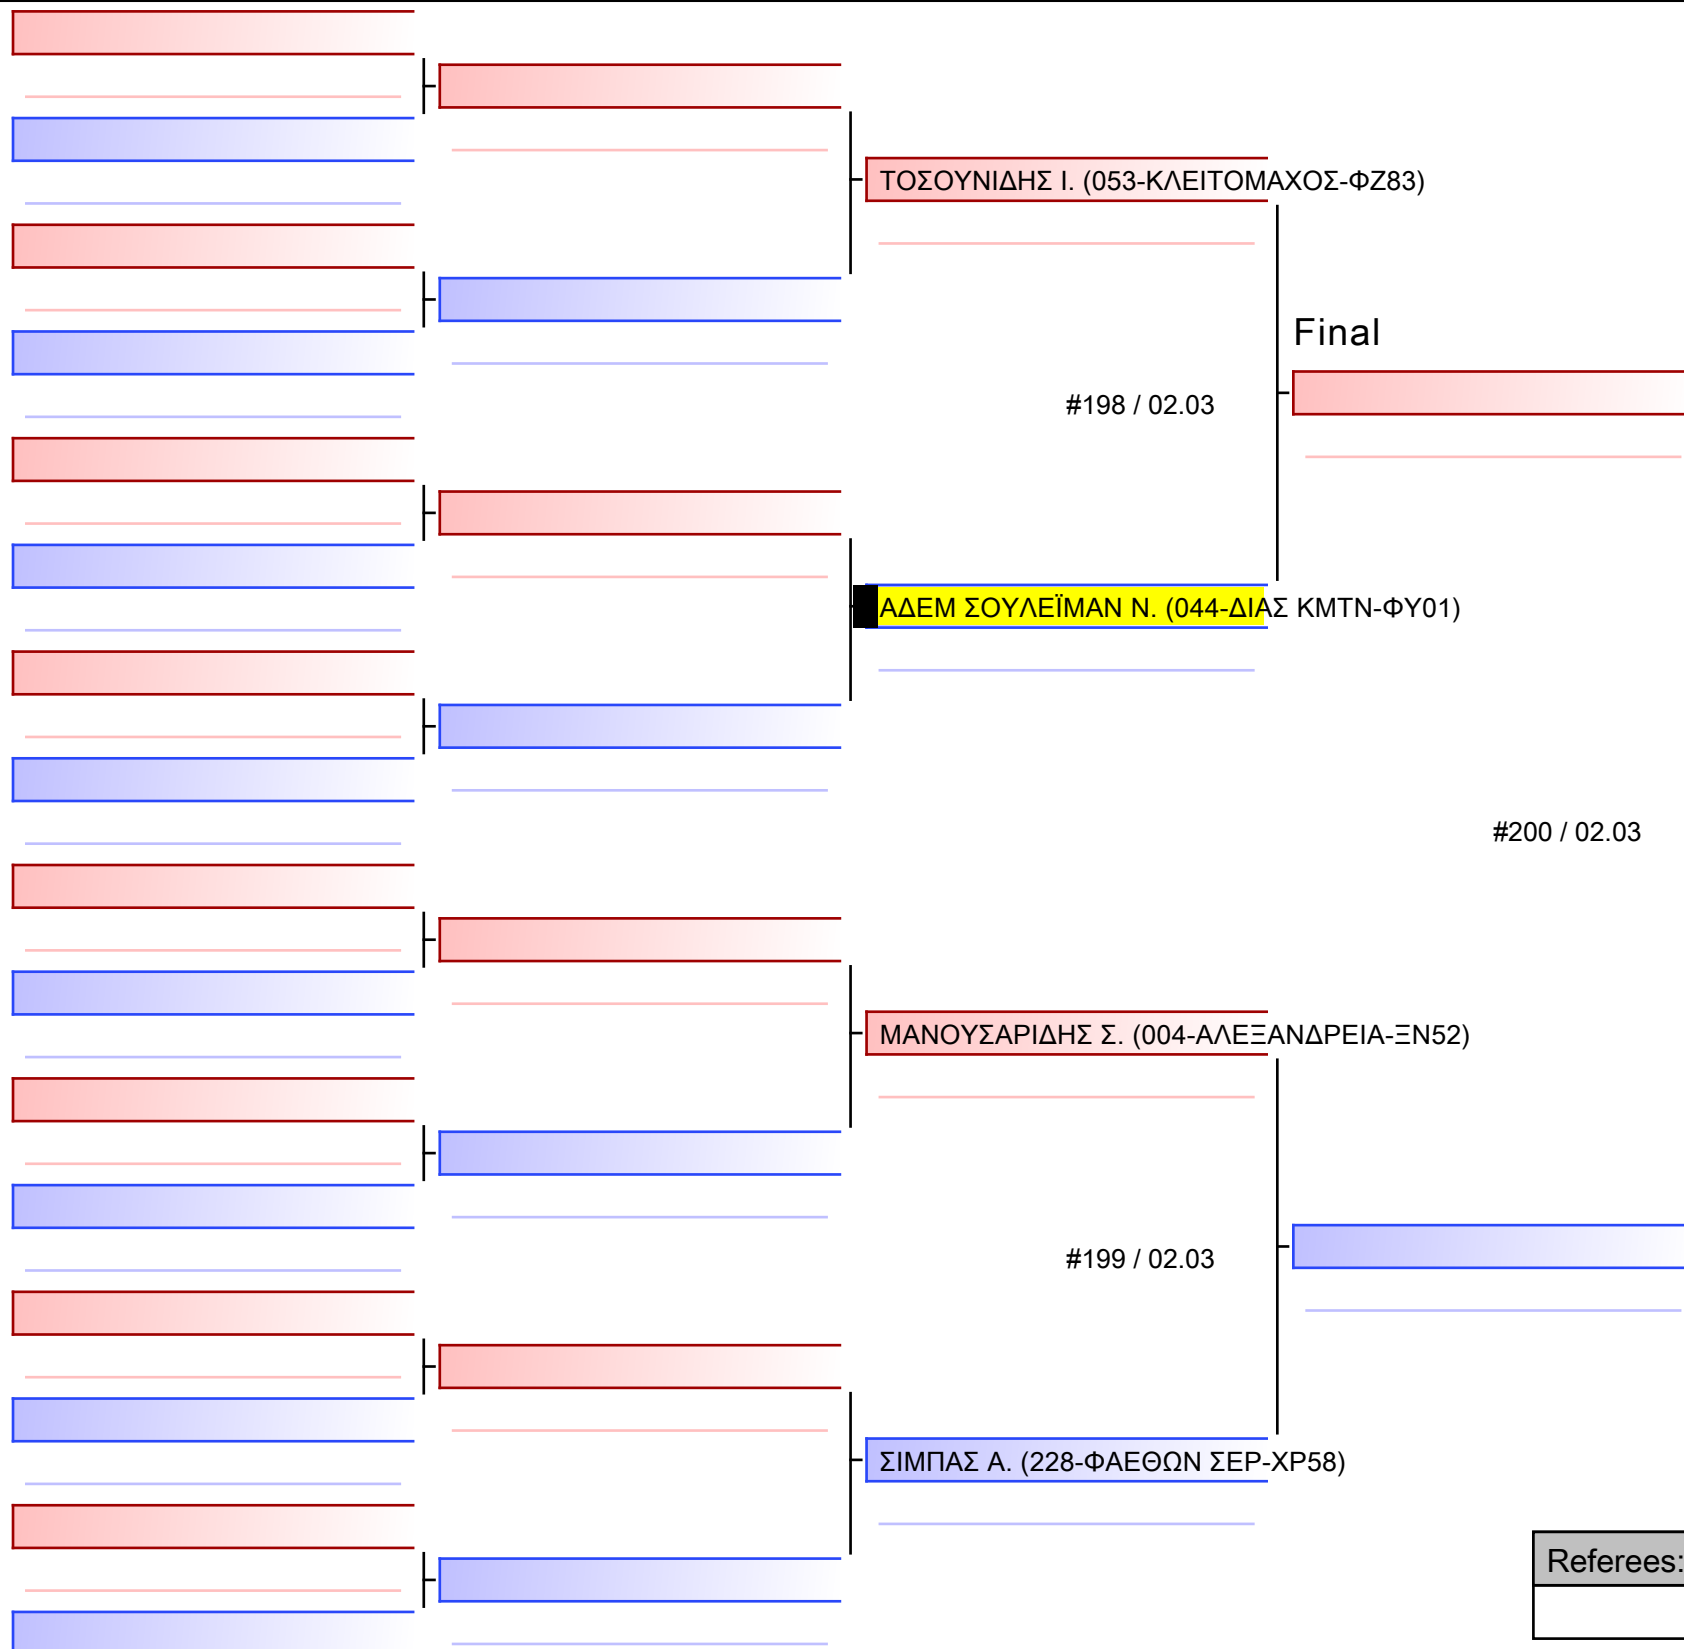 ΤΟΣΟΥΝΙΔΗΣ Ι. (053-ΚΛΕΙΤΟΜΑΧΟΣ-ΦΖ83)
Final
#198 / 02.03
ΑΔΕΜ ΣΟΥΛΕΪΜΑΝ Ν. (044-ΔΙΑΣ ΚΜΤΝ-ΦΥ01)
#200 / 02.03
ΜΑΝΟΥΣΑΡΙΔΗΣ Σ. (004-ΑΛΕΞΑΝΔΡΕΙΑ-ΞΝ52)
#199 / 02.03
ΣΙΜΠΑΣ Α. (228-ΦΑΕΘΩΝ ΣΕΡ-ΧΡ58)
Referees: